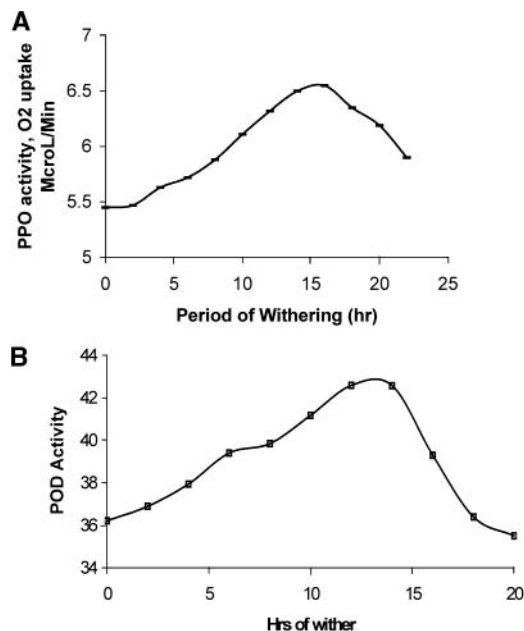 A
7
6.5
6
5.5
5
PPO activity, O2 uptake
McroL/Min
0 5 10 15 20 25
Period of Withering (hr)
B
44
42
40
38
36
34
POD Activity
0 5 10 15 20
Hrs of wither